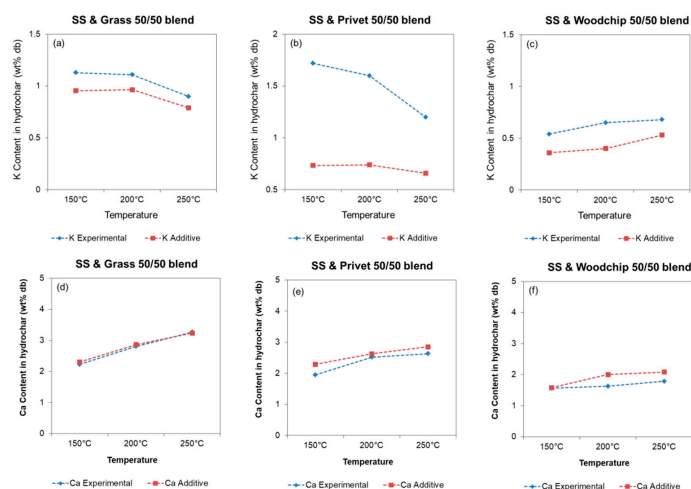 SS & Grass 50/50 blend
(a)
K Content in hydrochar (wt% db)
1.5
1
0.5
0
150°C
200°C
250°C
Temperature
K Experimental
K Additive
SS & Privet 50/50 blend
(b)
K Content in hydrochar (wt% db)
2
1.5
1
0.5
150°C
200°C
250°C
Temperature
K Experimental
K Additive
SS & Woodchip 50/50 blend
(c)
K Content in hydrochar (wt% db)
1.5
1
0.5
0
150°C
200°C
250°C
Temperature
K Experimental
K Additive
SS & Grass 50/50 blend
(d)
Ca Content in hydrochar (wt% db)
5
4
3
2
1
0
150°C
200°C
250°C
Temperature
Ca Experimental
Ca Additive
SS & Privet 50/50 blend
(e)
Ca Content in hydrochar (wt% db)
5
4
3
2
1
0
150°C
200°C
250°C
Temperature
Ca Experimental
Ca Additive
SS & Woodchip 50/50 blend
(f)
Ca Content in hydrochar (wt% db)
5
4
3
2
1
0
150°C
200°C
250°C
Temperature
Ca Experimental
Ca Additive